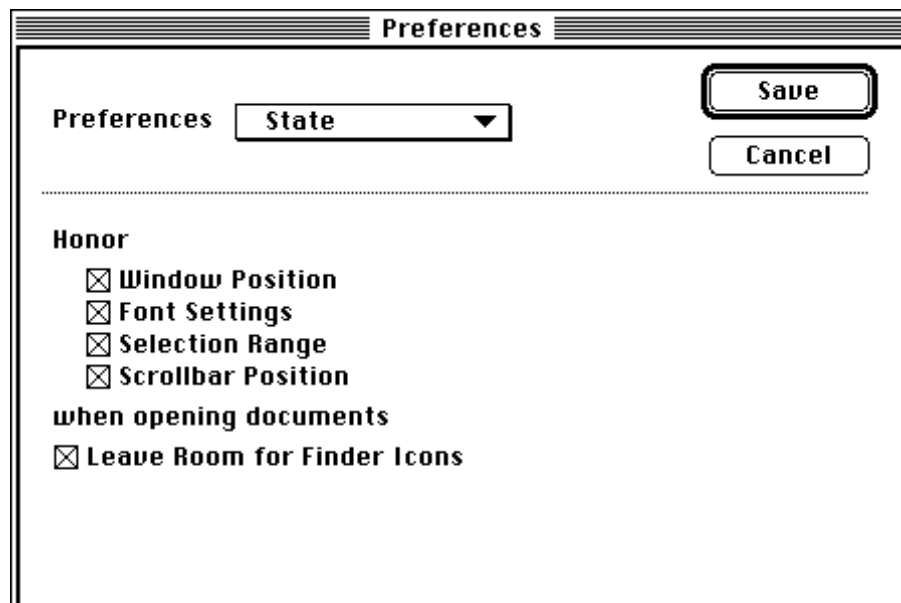 Preferences
Save
Preferences State
Cancel
Honor
Window Position
Font Settings
Selection Range
Scrollbar Position
when opening documents
Leave Room for Finder Icons